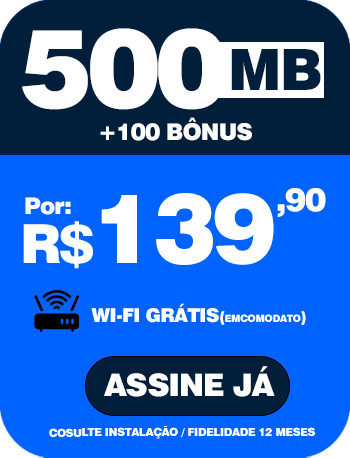 500MB
+100 BÔNUS
Por:
R$139,90
WI-FI GRÁTIS(EMCOMODATO)
ASSINE JÁ
COSULTE INSTALAÇÃO / FIDELIDADE 12 MESES